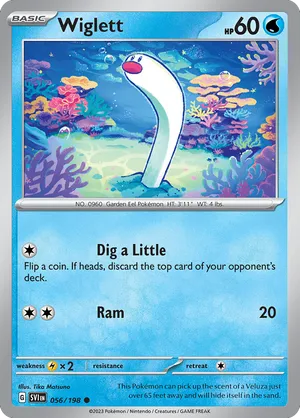 BASIC
Wiglett
HP60
NO. 0960 Garden Eel Pokémon. HT: 3'11" WT: 4 lbs.
Dig a Little
Flip a coin. If heads, discard the top card of your opponent's
deck.
Ram 20
weakness ×2 resistance retreat
Illus. Tika Matsuno
This Pokémon can pick up the scent of a Veluza just
over 65 feet away and will hide itself in the sand.
G SVI EN 056/198
©2023 Pokémon / Nintendo / Creatures / GAME FREAK